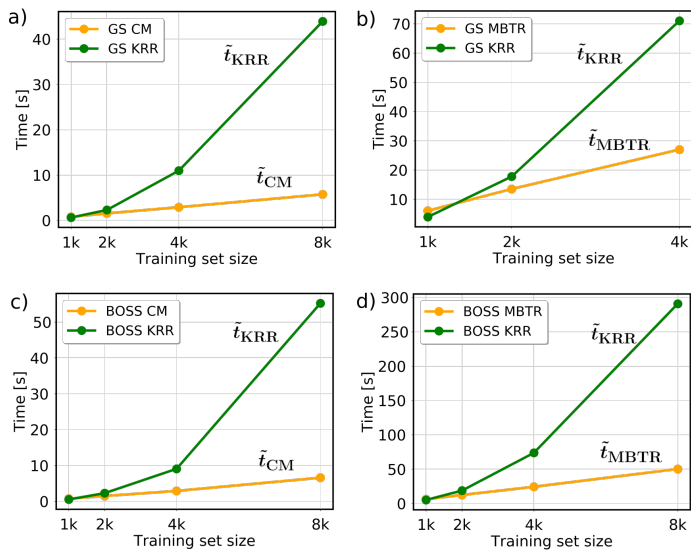 a)
GS CM
GS KRR
40
30
20
10
0
Time [s]
t̃KRR
t̃CM
1k 2k 4k 8k
Training set size
b)
GS MBTR
GS KRR
70
60
50
40
30
20
10
Time [s]
t̃KRR
t̃MBTR
1k 2k 4k
Training set size
c)
BOSS CM
BOSS KRR
50
40
30
20
10
0
Time [s]
t̃KRR
t̃CM
1k 2k 4k 8k
Training set size
d)
BOSS MBTR
BOSS KRR
300
250
200
150
100
50
0
Time [s]
t̃KRR
t̃MBTR
1k 2k 4k 8k
Training set size